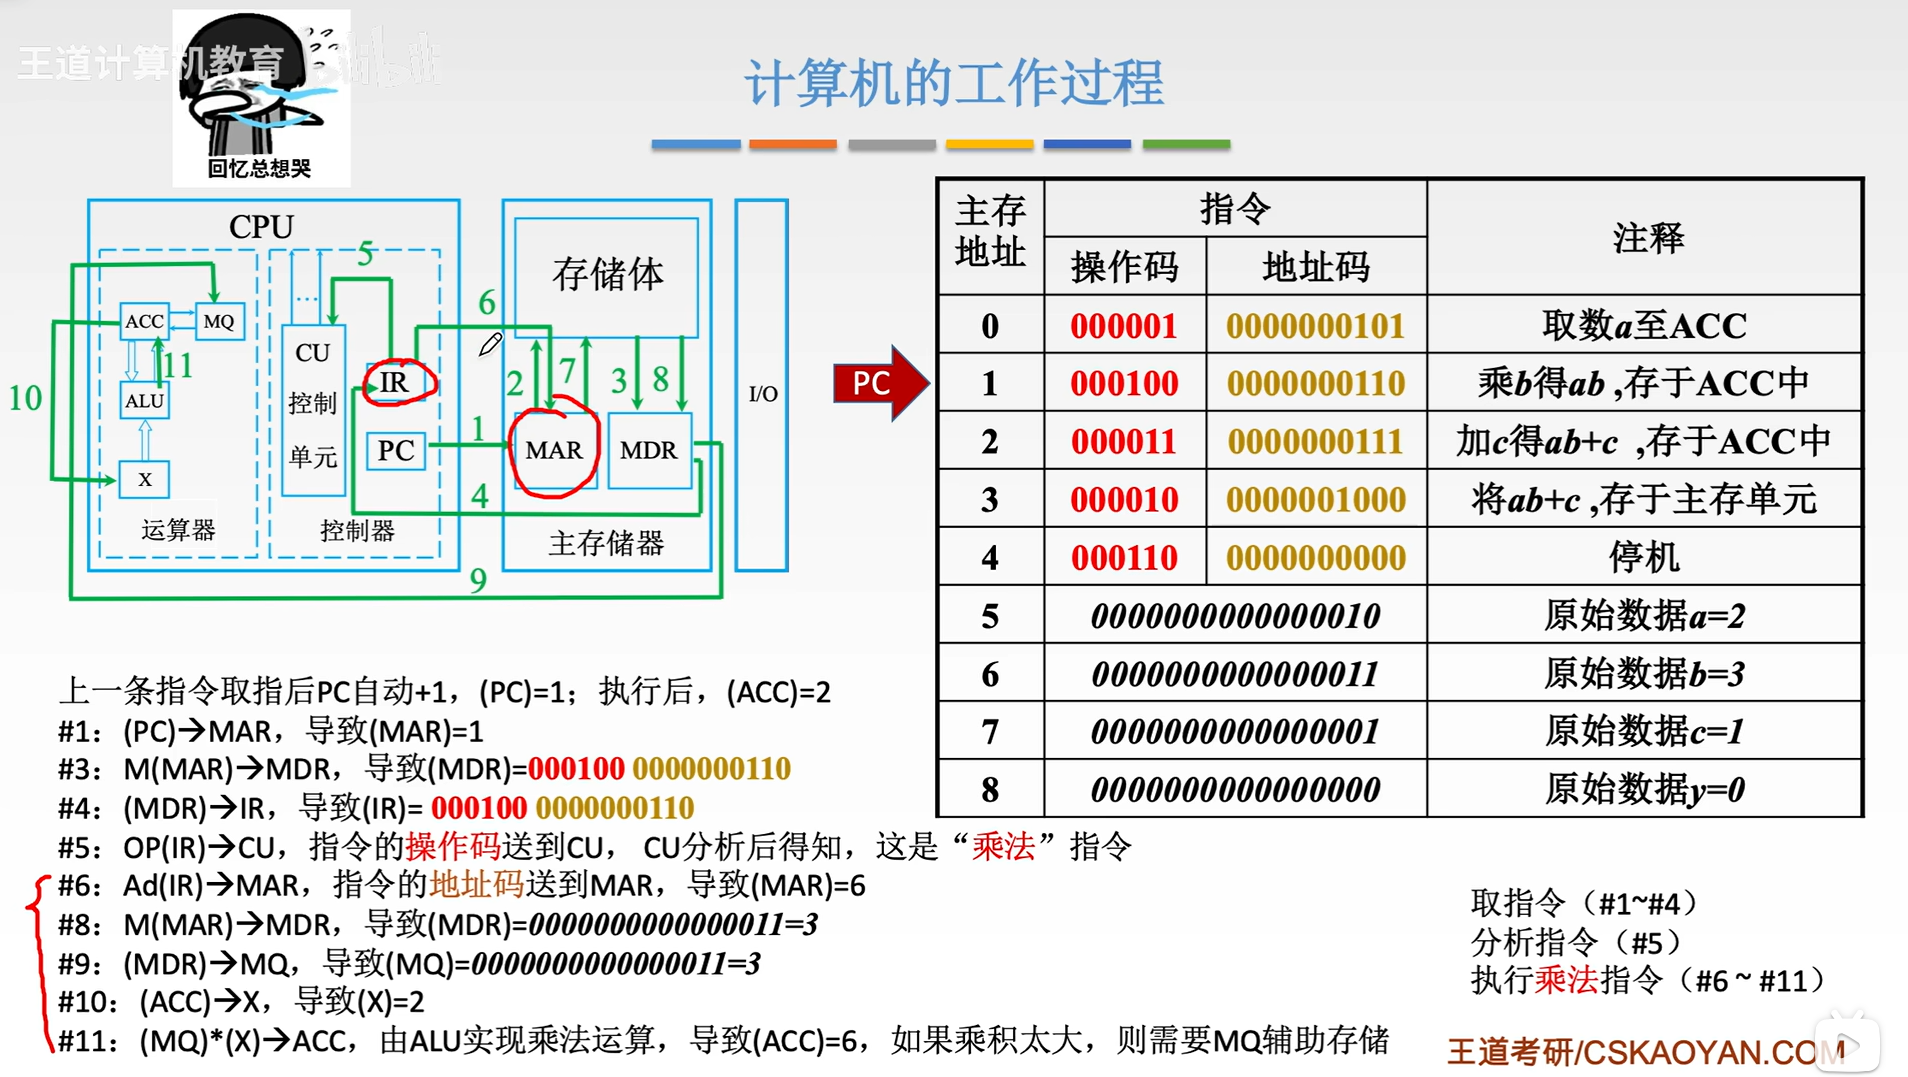 王道计算机教育
bilibili
回忆总想哭
计算机的工作过程
CPU
ACC
MQ
ALU
X
运算器
...
CU
控制
单元
IR
PC
控制器
存储体
MAR
MDR
主存储器
I/O
5
6
11
10
2
7
3
8
1
4
9
PC
主存地址 指令 注释
操作码 地址码
0 000001 0000000101 取数a至ACC
1 000100 0000000110 乘b得ab ,存于ACC中
2 000011 0000000111 加c得ab+c ,存于ACC中
3 000010 0000001000 将ab+c ,存于主存单元
4 000110 0000000000 停机
5 0000000000000010 原始数据a=2
6 0000000000000011 原始数据b=3
7 0000000000000001 原始数据c=1
8 0000000000000000 原始数据y=0
上一条指令取指后PC自动+1，(PC)=1；执行后，(ACC)=2
#1：(PC)→MAR，导致(MAR)=1
#3：M(MAR)→MDR，导致(MDR)=000100 0000000110
#4：(MDR)→IR，导致(IR)= 000100 0000000110
#5：OP(IR)→CU，指令的操作码送到CU， CU分析后得知，这是“乘法”指令
#6：Ad(IR)→MAR，指令的地址码送到MAR，导致(MAR)=6
#8：M(MAR)→MDR，导致(MDR)=0000000000000011=3
#9：(MDR)→MQ，导致(MQ)=0000000000000011=3
#10：(ACC)→X，导致(X)=2
#11：(MQ)*(X)→ACC，由ALU实现乘法运算，导致(ACC)=6，如果乘积太大，则需要MQ辅助存储
取指令（#1~#4）
分析指令（#5）
执行乘法指令（#6 ~ #11）
王道考研/CSKAOYAN.COM